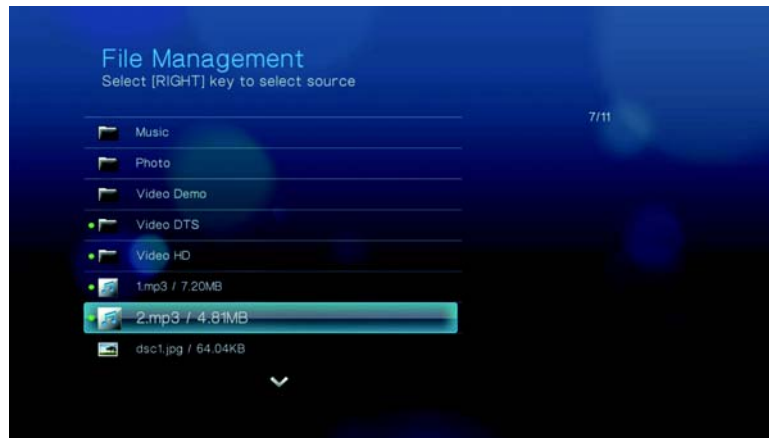 File Management
Select [RIGHT] key to select source
7/11
Music
Photo
Video Demo
Video DTS
Video HD
1.mp3 / 7.20MB
2.mp3 / 4.81MB
dsc1.jpg / 64.04KB